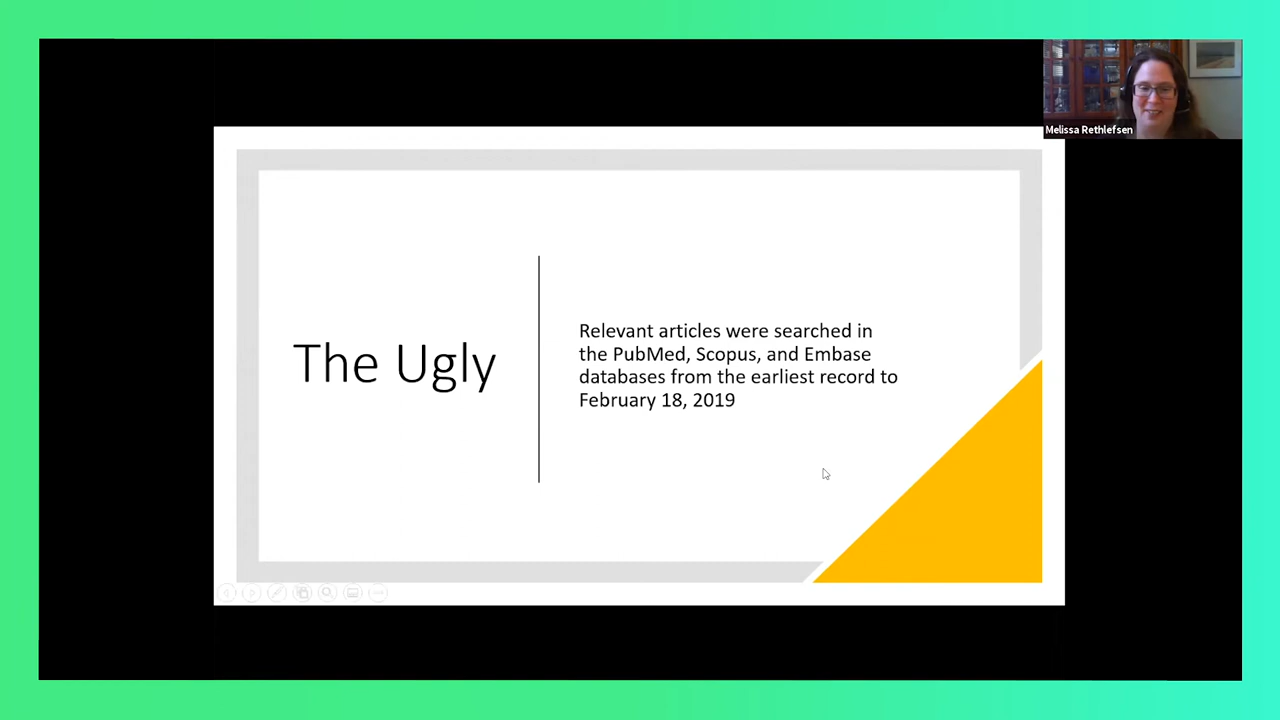 Melissa Rethlefsen
The Ugly
Relevant articles were searched in
the PubMed, Scopus, and Embase
databases from the earliest record to
February 18, 2019